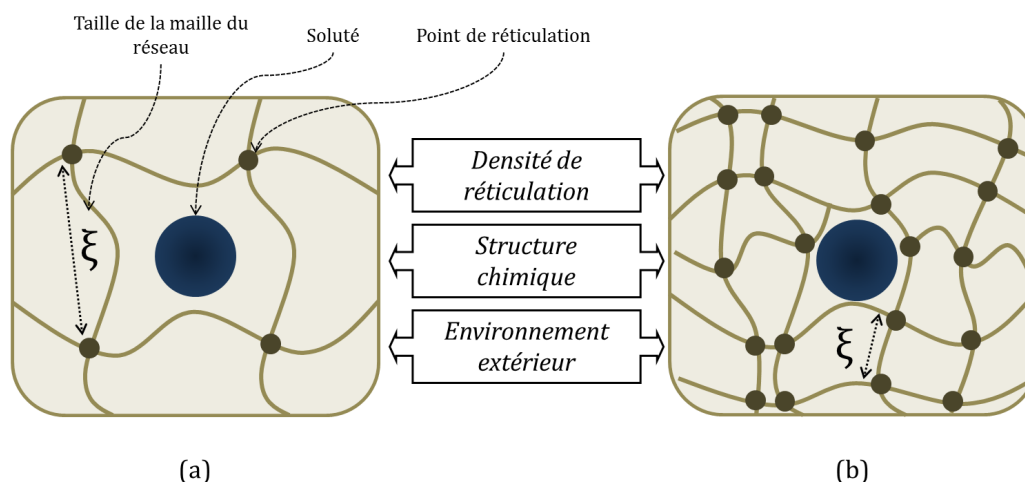 Taille de la maille du
réseau
Soluté
Point de réticulation
Densité de
réticulation
Structure
chimique
Environnement
extérieur
ξ
ξ
(a)
(b)